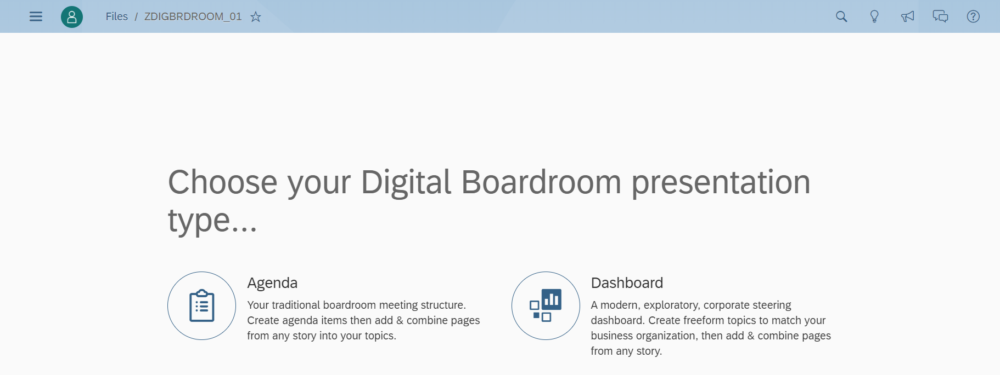 Files / ZDIGBRDROOM_01
Choose your Digital Boardroom presentation
type...
Agenda
Your traditional boardroom meeting structure.
Create agenda items then add & combine pages
from any story into your topics.
Dashboard
A modern, exploratory, corporate steering
dashboard. Create freeform topics to match your
business organization, then add & combine pages
from any story.